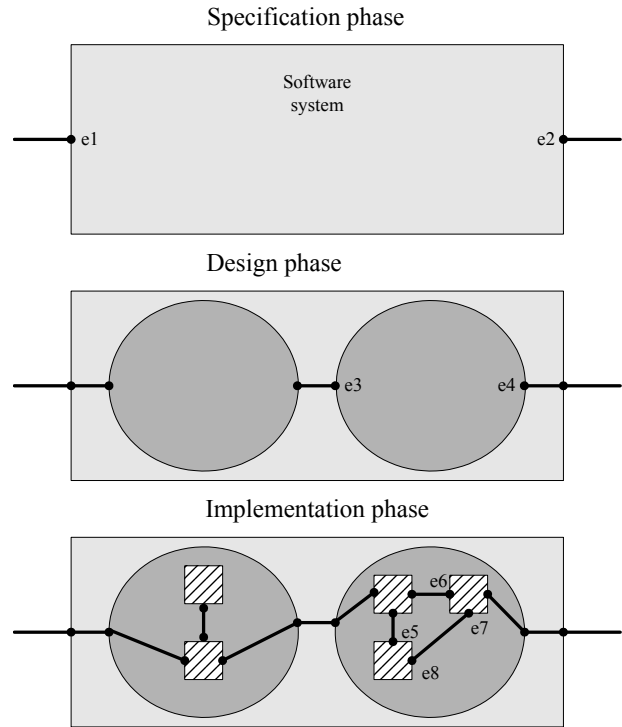 Specification phase
Software
system
e1
e2
Design phase
e3
e4
Implementation phase
e6
e5
e7
e8